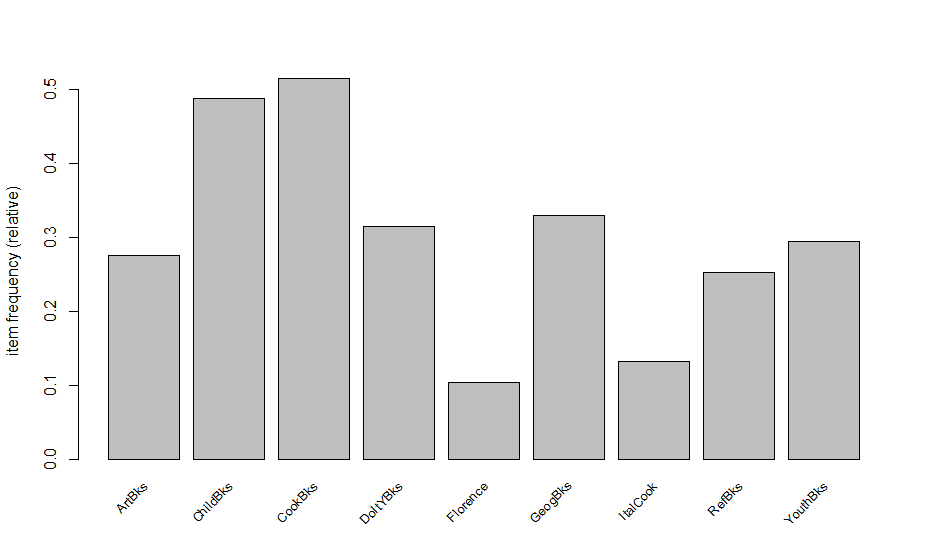 item frequency (relative)
0.5
0.4
0.3
0.2
0.1
0.0
ArtBks
ChildBks
CookBks
DoItYBks
Florence
GeogBks
ItalCook
RefBks
YouthBks